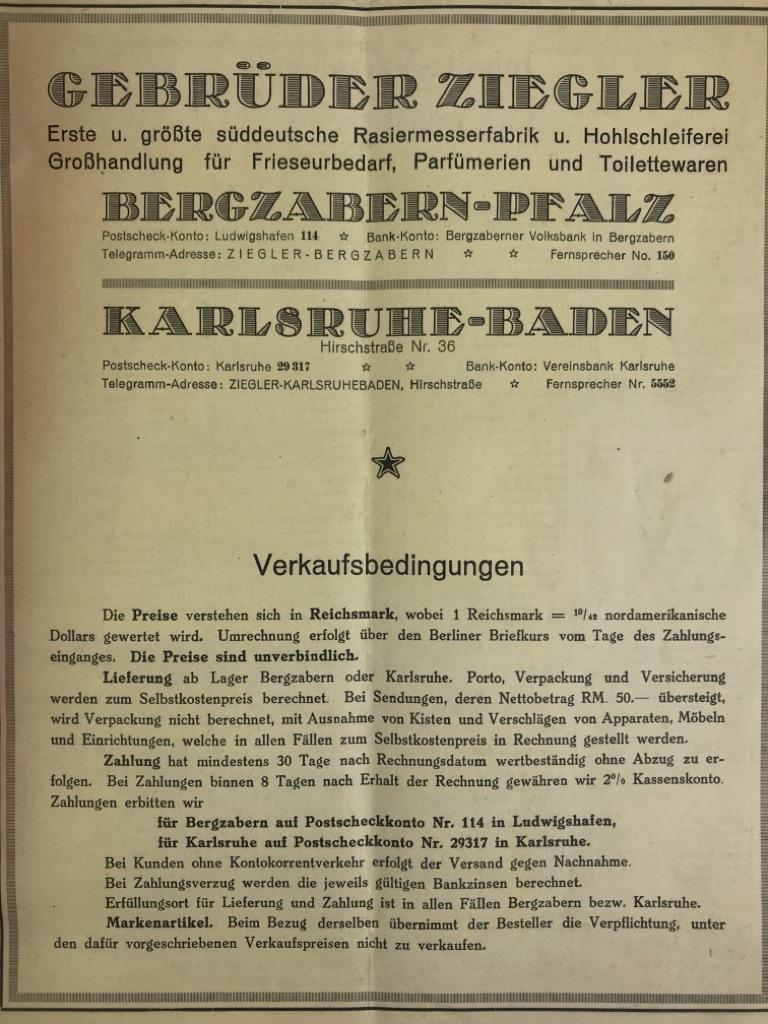 GEBRÜDER ZIEGLER
Erste u. größte süddeutsche Rasiermesserfabrik u. Hohlschleiferei
Großhandlung für Frieseurbedarf, Parfümerien und Toilettewaren
BERGZABERN-PFALZ
Postscheck-Konto: Ludwigshafen 114 ☆ Bank-Konto: Bergzaberner Volksbank in Bergzabern
Telegramm-Adresse: ZIEGLER-BERGZABERN ☆ ☆ Fernsprecher No. 150
KARLSRUHE-BADEN
Hirschstraße Nr. 36
Postscheck-Konto: Karlsruhe 29317 ☆ ☆ Bank-Konto: Vereinsbank Karlsruhe
Telegramm-Adresse: ZIEGLER-KARLSRUHEBADEN, Hirschstraße ☆ Fernsprecher Nr. 5552
Verkaufsbedingungen
Die Preise verstehen sich in Reichsmark, wobei 1 Reichsmark = 10/42 nordamerikanische
Dollars gewertet wird. Umrechnung erfolgt über den Berliner Briefkurs vom Tage des Zahlungs-
einganges. Die Preise sind unverbindlich.
Lieferung ab Lager Bergzabern oder Karlsruhe. Porto, Verpackung und Versicherung
werden zum Selbstkostenpreis berechnet. Bei Sendungen, deren Nettobetrag RM. 50.— übersteigt,
wird Verpackung nicht berechnet, mit Ausnahme von Kisten und Verschlägen von Apparaten, Möbeln
und Einrichtungen, welche in allen Fällen zum Selbstkostenpreis in Rechnung gestellt werden.
Zahlung hat mindestens 30 Tage nach Rechnungsdatum wertbeständig ohne Abzug zu er-
folgen. Bei Zahlungen binnen 8 Tagen nach Erhalt der Rechnung gewähren wir 2% Kassenskonto.
Zahlungen erbitten wir
für Bergzabern auf Postscheckkonto Nr. 114 in Ludwigshafen,
für Karlsruhe auf Postscheckkonto Nr. 29317 in Karlsruhe.
Bei Kunden ohne Kontokorrentverkehr erfolgt der Versand gegen Nachnahme.
Bei Zahlungsverzug werden die jeweils gültigen Bankzinsen berechnet.
Erfüllungsort für Lieferung und Zahlung ist in allen Fällen Bergzabern bezw. Karlsruhe.
Markenartikel. Beim Bezug derselben übernimmt der Besteller die Verpflichtung, unter
den dafür vorgeschriebenen Verkaufspreisen nicht zu verkaufen.